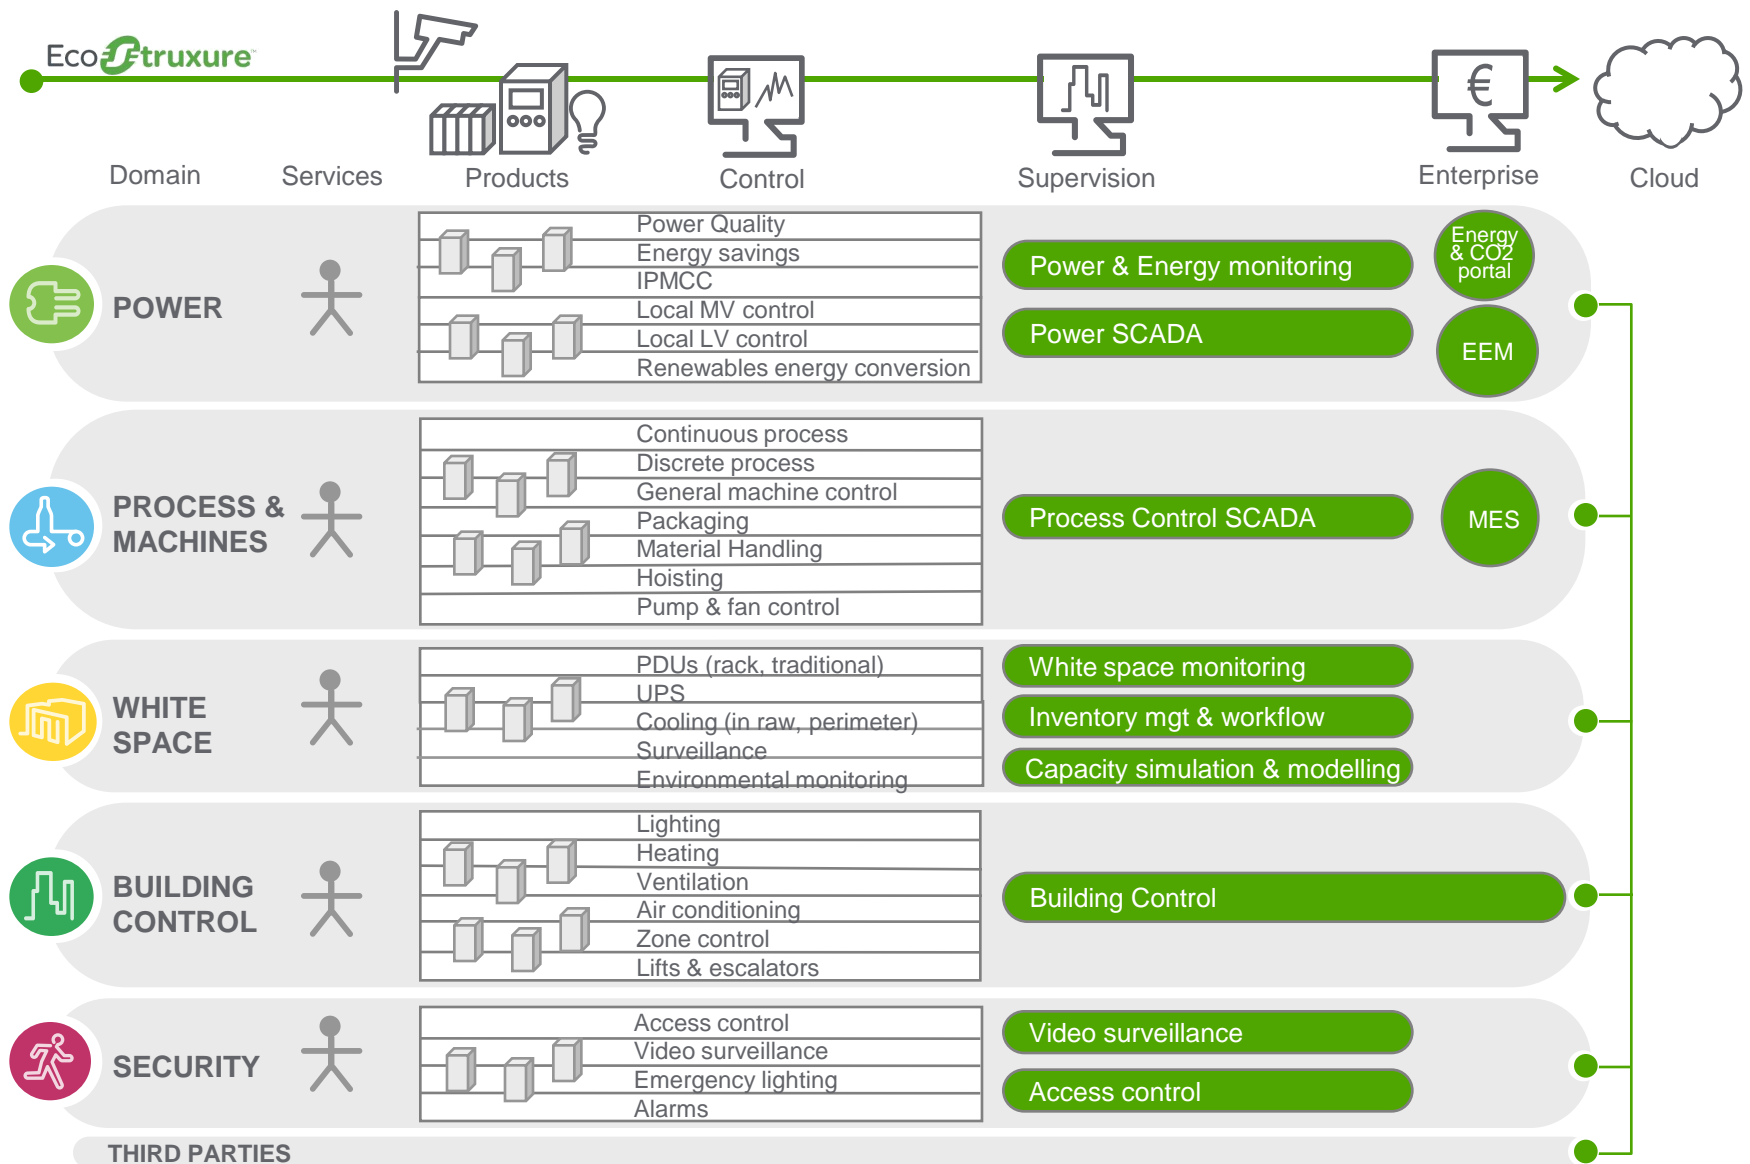 EcoStruxure™
Domain
Services
Products
Control
Supervision
Enterprise
Cloud
€
POWER
Power Quality
Energy savings
IPMCC
Local MV control
Local LV control
Renewables energy conversion
Power & Energy monitoring
Power SCADA
Energy
& CO2
portal
EEM
PROCESS &
MACHINES
Continuous process
Discrete process
General machine control
Packaging
Material Handling
Hoisting
Pump & fan control
Process Control SCADA
MES
WHITE
SPACE
PDUs (rack, traditional)
UPS
Cooling (in raw, perimeter)
Surveillance
Environmental monitoring
White space monitoring
Inventory mgt & workflow
Capacity simulation & modelling
BUILDING
CONTROL
Lighting
Heating
Ventilation
Air conditioning
Zone control
Lifts & escalators
Building Control
SECURITY
Access control
Video surveillance
Emergency lighting
Alarms
Video surveillance
Access control
THIRD PARTIES